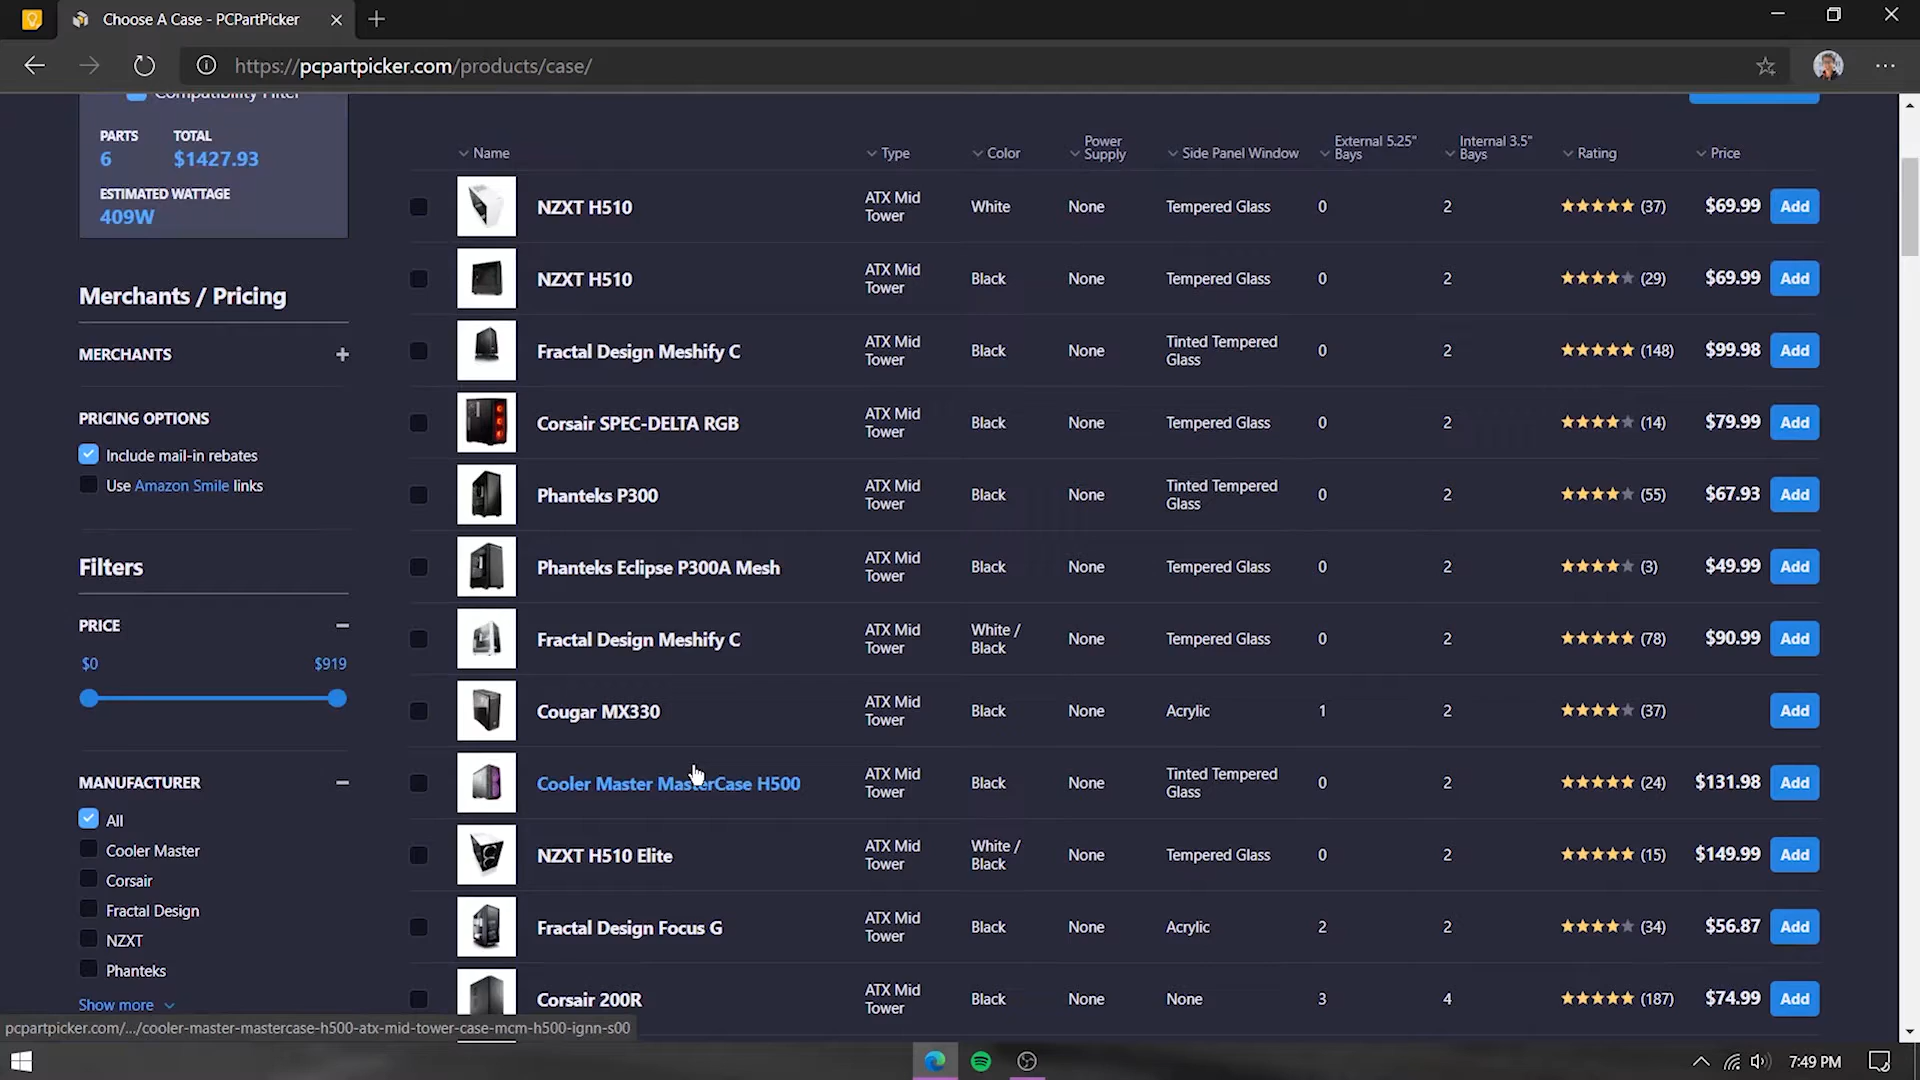 Choose A Case - PCPartPicker
https://pcpartpicker.com/products/case/
Compatibility Filter
PARTS TOTAL
6 $1427.93
ESTIMATED WATTAGE
409W
Merchants / Pricing
MERCHANTS
PRICING OPTIONS
Include mail-in rebates
Use Amazon Smile links
Filters
PRICE
$0 $919
MANUFACTURER
All
Cooler Master
Corsair
Fractal Design
NZXT
Phanteks
Show more
Name Type Color Power Supply Side Panel Window External 5.25" Bays Internal 3.5" Bays Rating Price
NZXT H510 ATX Mid Tower White None Tempered Glass 0 2 (37) $69.99 Add
NZXT H510 ATX Mid Tower Black None Tempered Glass 0 2 (29) $69.99 Add
Fractal Design Meshify C ATX Mid Tower Black None Tinted Tempered Glass 0 2 (148) $99.98 Add
Corsair SPEC-DELTA RGB ATX Mid Tower Black None Tempered Glass 0 2 (14) $79.99 Add
Phanteks P300 ATX Mid Tower Black None Tinted Tempered Glass 0 2 (55) $67.93 Add
Phanteks Eclipse P300A Mesh ATX Mid Tower Black None Tempered Glass 0 2 (3) $49.99 Add
Fractal Design Meshify C ATX Mid Tower White / Black None Tempered Glass 0 2 (78) $90.99 Add
Cougar MX330 ATX Mid Tower Black None Acrylic 1 2 (37) Add
Cooler Master MasterCase H500 ATX Mid Tower Black None Tinted Tempered Glass 0 2 (24) $131.98 Add
NZXT H510 Elite ATX Mid Tower White / Black None Tempered Glass 0 2 (15) $149.99 Add
Fractal Design Focus G ATX Mid Tower Black None Acrylic 2 2 (34) $56.87 Add
Corsair 200R ATX Mid Tower Black None None 3 4 (187) $74.99 Add
pcpartpicker.com/.../cooler-master-mastercase-h500-atx-mid-tower-case-mcm-h500-ignn-s00
7:49 PM